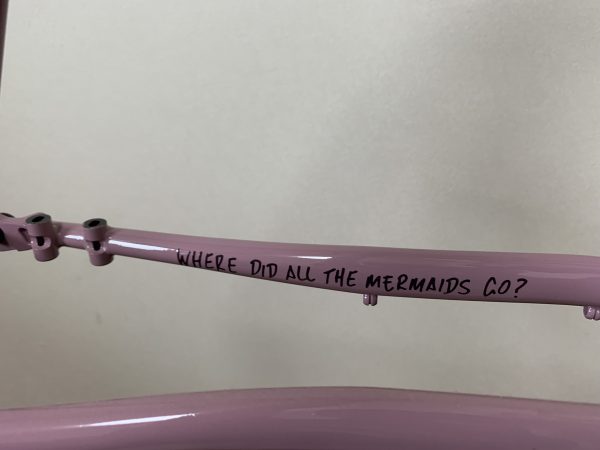 WHERE DID ALL THE MERMAIDS GO?